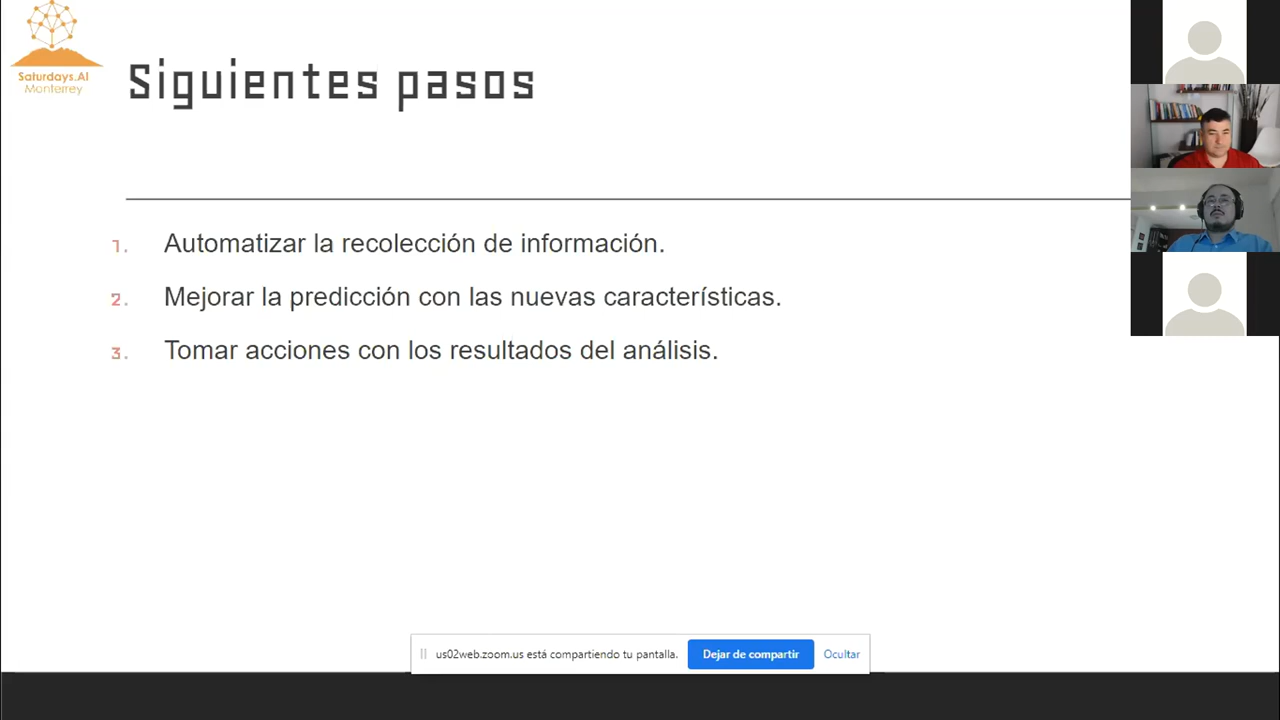 Saturdays.AI
Monterrey
Siguientes pasos
1. Automatizar la recolección de información.
2. Mejorar la predicción con las nuevas características.
3. Tomar acciones con los resultados del análisis.
us02web.zoom.us está compartiendo tu pantalla. Dejar de compartir Ocultar